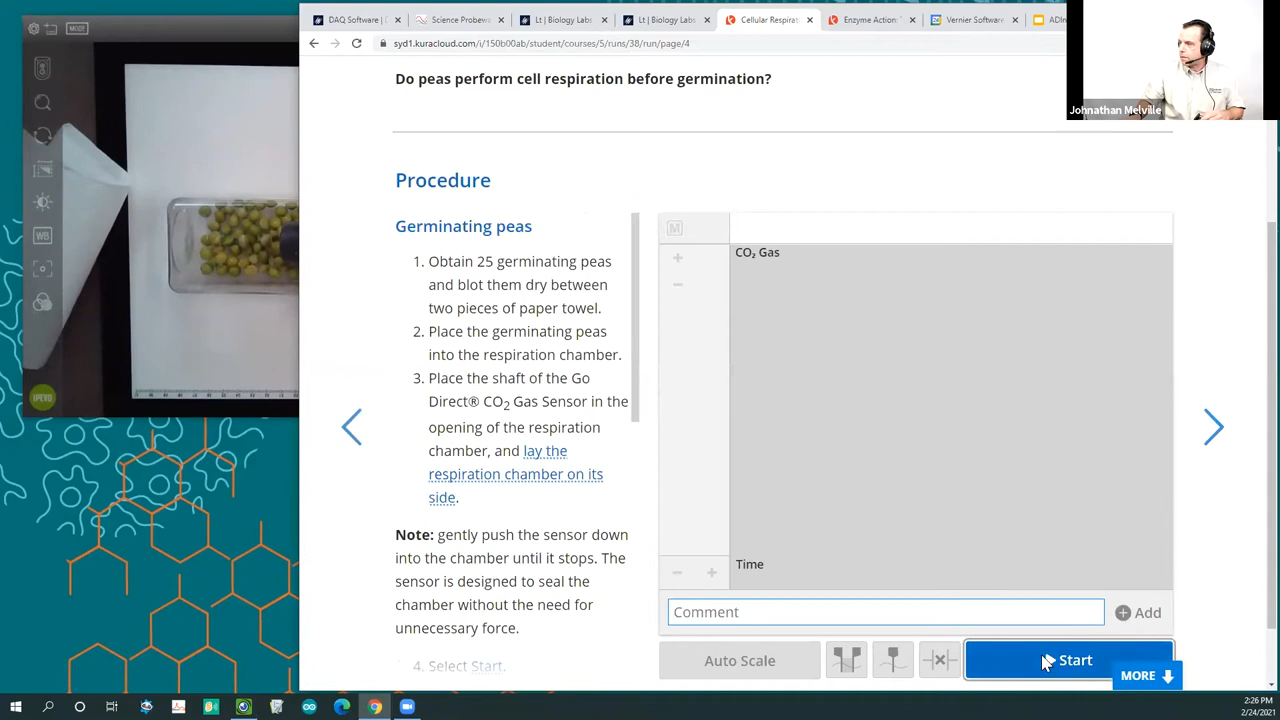 MODE
WB
IPEVO
DAQ Software |
Science Probewa
Lt | Biology Labs
Lt | Biology Labs
Cellular Respirat
Enzyme Action: T
Vernier Software
ADIn
syd1.kuracloud.com/i/150b00ab/student/courses/5/runs/38/run/page/4
Johnathan Melville
Do peas perform cell respiration before germination?
Procedure
Germinating peas
1. Obtain 25 germinating peas
and blot them dry between
two pieces of paper towel.
2. Place the germinating peas
into the respiration chamber.
3. Place the shaft of the Go
Direct® CO2 Gas Sensor in the
opening of the respiration
chamber, and lay the
respiration chamber on its
side.
Note: gently push the sensor down
into the chamber until it stops. The
sensor is designed to seal the
chamber without the need for
unnecessary force.
4. Select Start.
M
CO₂ Gas
Time
Comment
Add
Auto Scale
Start
MORE
2:26 PM
2/24/2021